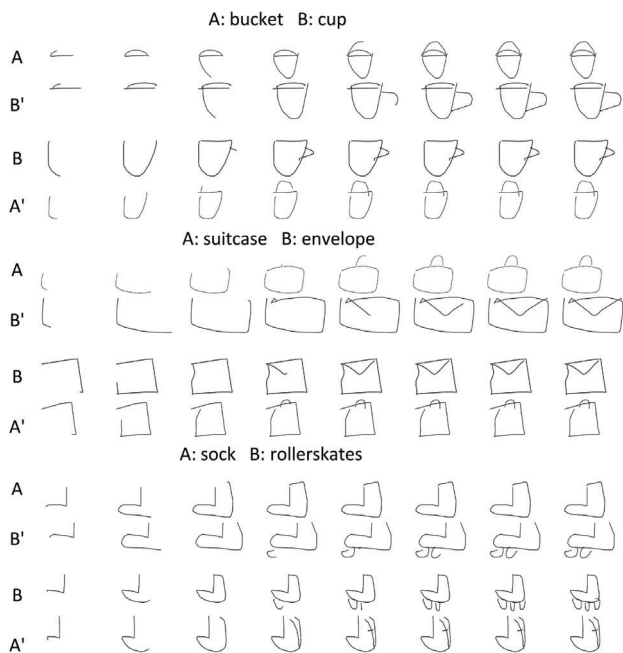 A: bucket B: cup
A
B'
B
A'
A: suitcase B: envelope
A
B'
B
A'
A: sock B: rollerskates
A
B'
B
A'